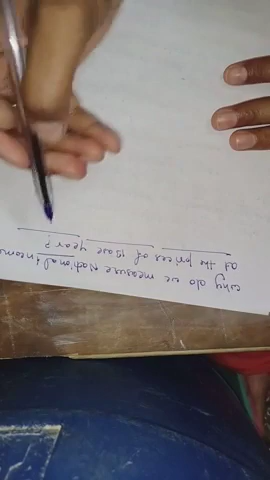 Why do we measure National Income
at the prices of base year?